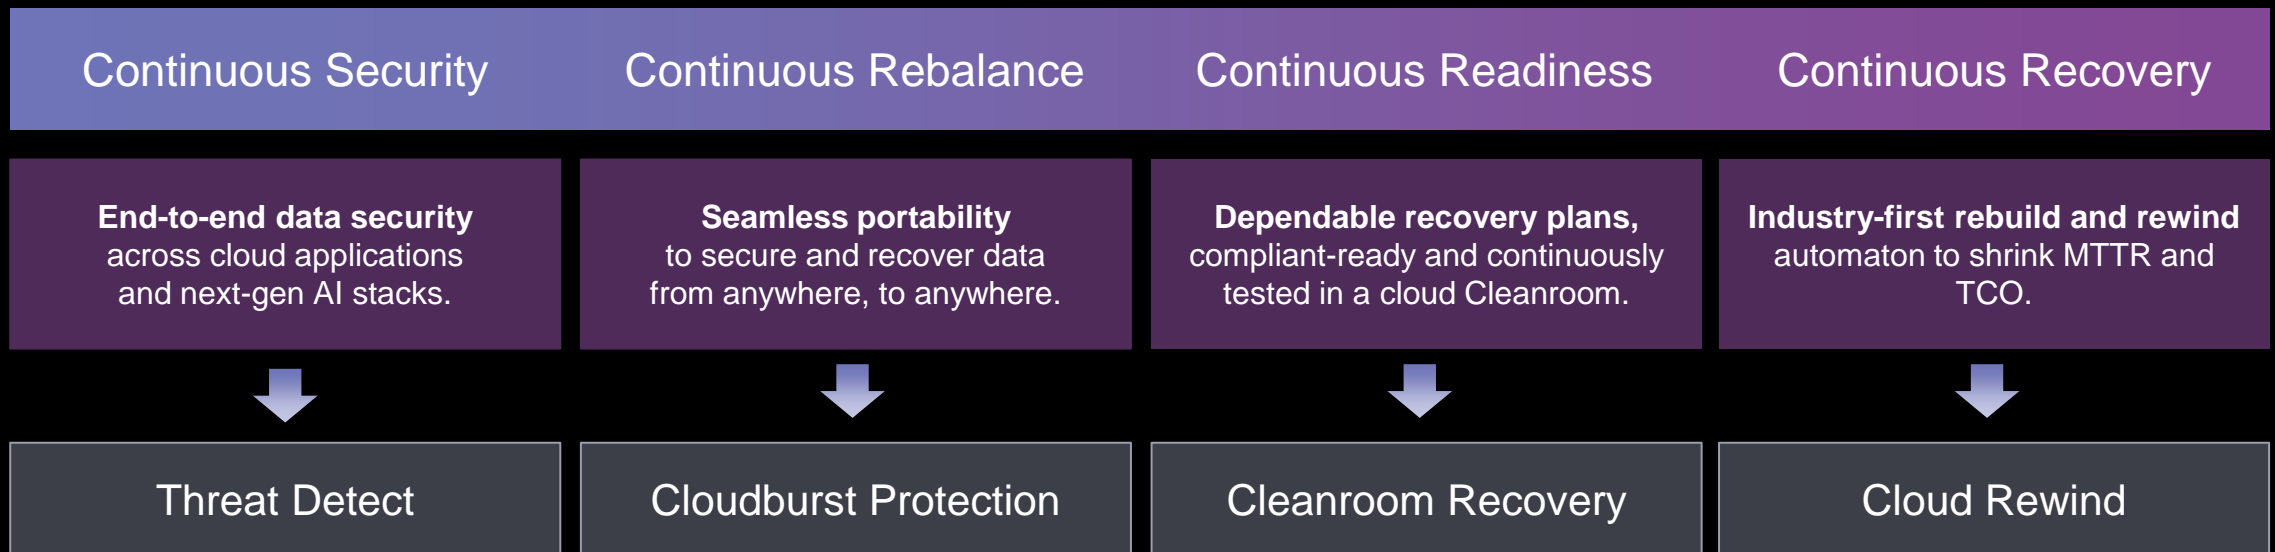 Continuous Security
Continuous Rebalance
Continuous Readiness
Continuous Recovery
End-to-end data security
across cloud applications
and next-gen AI stacks.
Seamless portability
to secure and recover data
from anywhere, to anywhere.
Dependable recovery plans,
compliant-ready and continuously
tested in a cloud Cleanroom.
Industry-first rebuild and rewind
automaton to shrink MTTR and
TCO.
Threat Detect
Cloudburst Protection
Cleanroom Recovery
Cloud Rewind